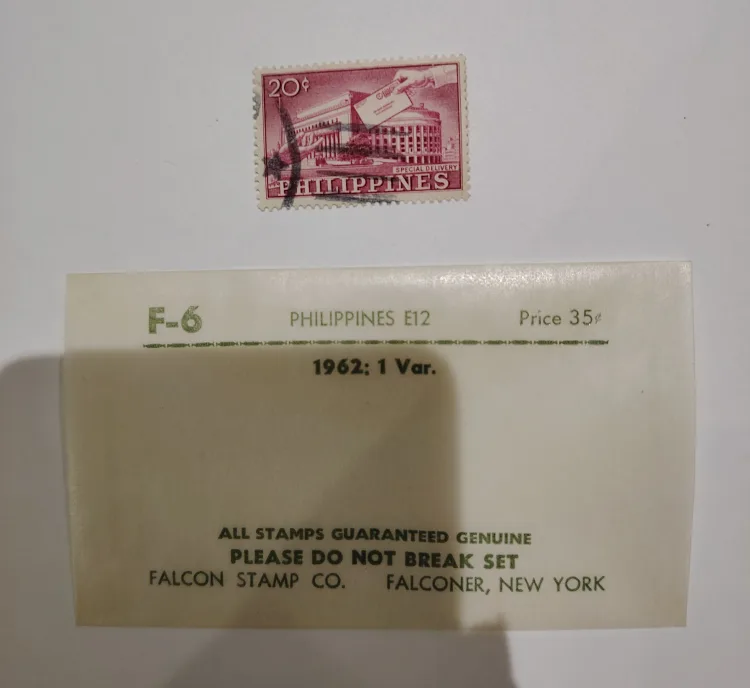 20¢
SPECIAL DELIVERY
PHILIPPINES
F-6 PHILIPPINES E12 Price 35¢
1962: 1 Var.
ALL STAMPS GUARANTEED GENUINE
PLEASE DO NOT BREAK SET
FALCON STAMP CO. FALCONER, NEW YORK